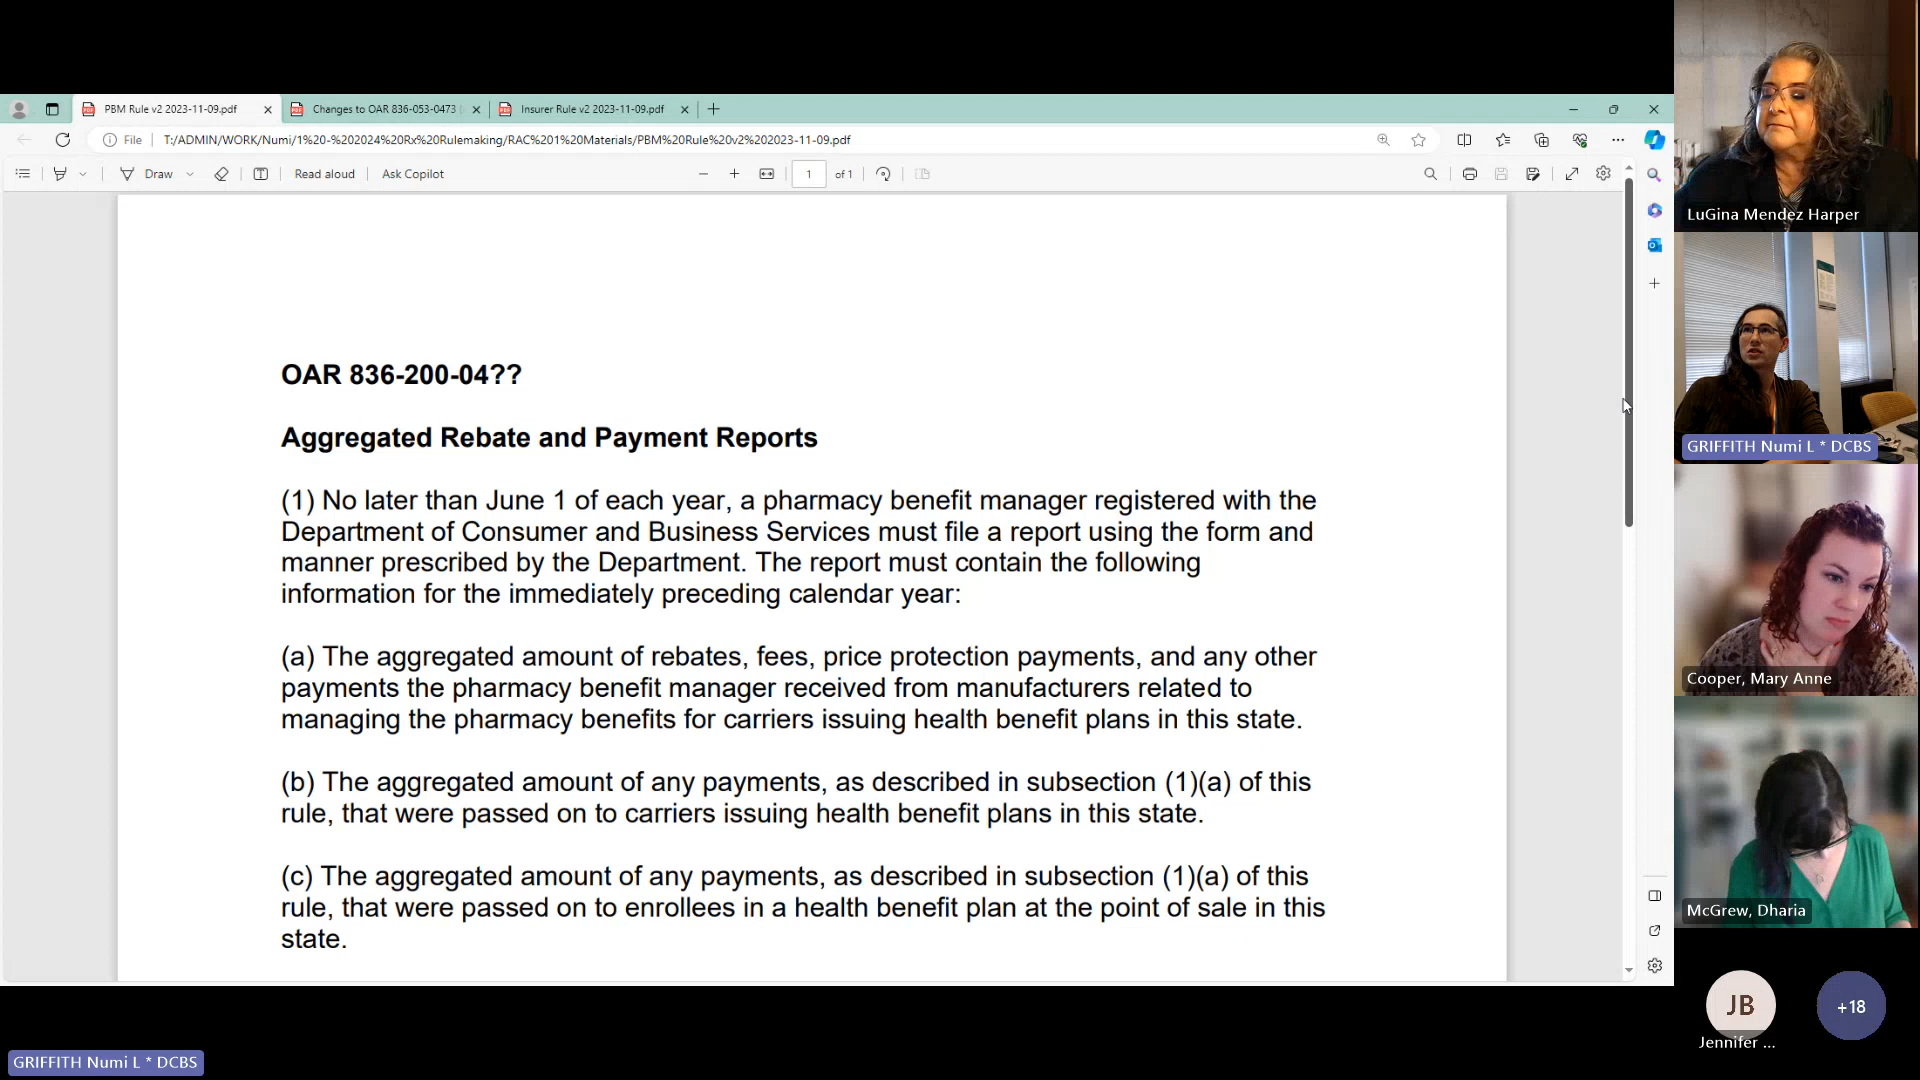 PBM Rule v2 2023-11-09.pdf
Changes to OAR 836-053-0473
Insurer Rule v2 2023-11-09.pdf
File
T:/ADMIN/WORK/Numi/1%20-%202024%20Rx%20Rulemaking/RAC%201%20Materials/PBM%20Rule%20v2%202023-11-09.pdf
Draw
Read aloud
Ask Copilot
1
of 1
OAR 836-200-04??
Aggregated Rebate and Payment Reports
(1) No later than June 1 of each year, a pharmacy benefit manager registered with the
Department of Consumer and Business Services must file a report using the form and
manner prescribed by the Department. The report must contain the following
information for the immediately preceding calendar year:
(a) The aggregated amount of rebates, fees, price protection payments, and any other
payments the pharmacy benefit manager received from manufacturers related to
managing the pharmacy benefits for carriers issuing health benefit plans in this state.
(b) The aggregated amount of any payments, as described in subsection (1)(a) of this
rule, that were passed on to carriers issuing health benefit plans in this state.
(c) The aggregated amount of any payments, as described in subsection (1)(a) of this
rule, that were passed on to enrollees in a health benefit plan at the point of sale in this
state.
LuGina Mendez Harper
GRIFFITH Numi L * DCBS
Cooper, Mary Anne
McGrew, Dharia
JB
Jennifer ...
+18
GRIFFITH Numi L * DCBS